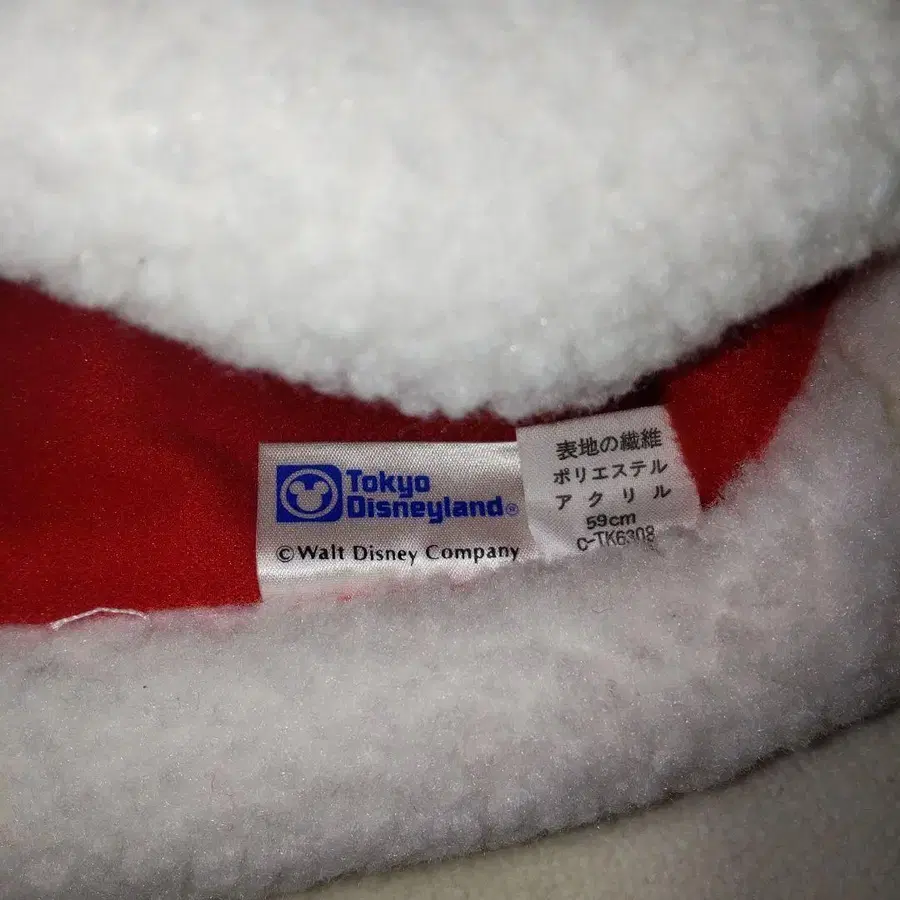 Tokyo
Disneyland®
©Walt Disney Company
表地の繊維
ポリエステル
アクリル
59cm
C-TK6308